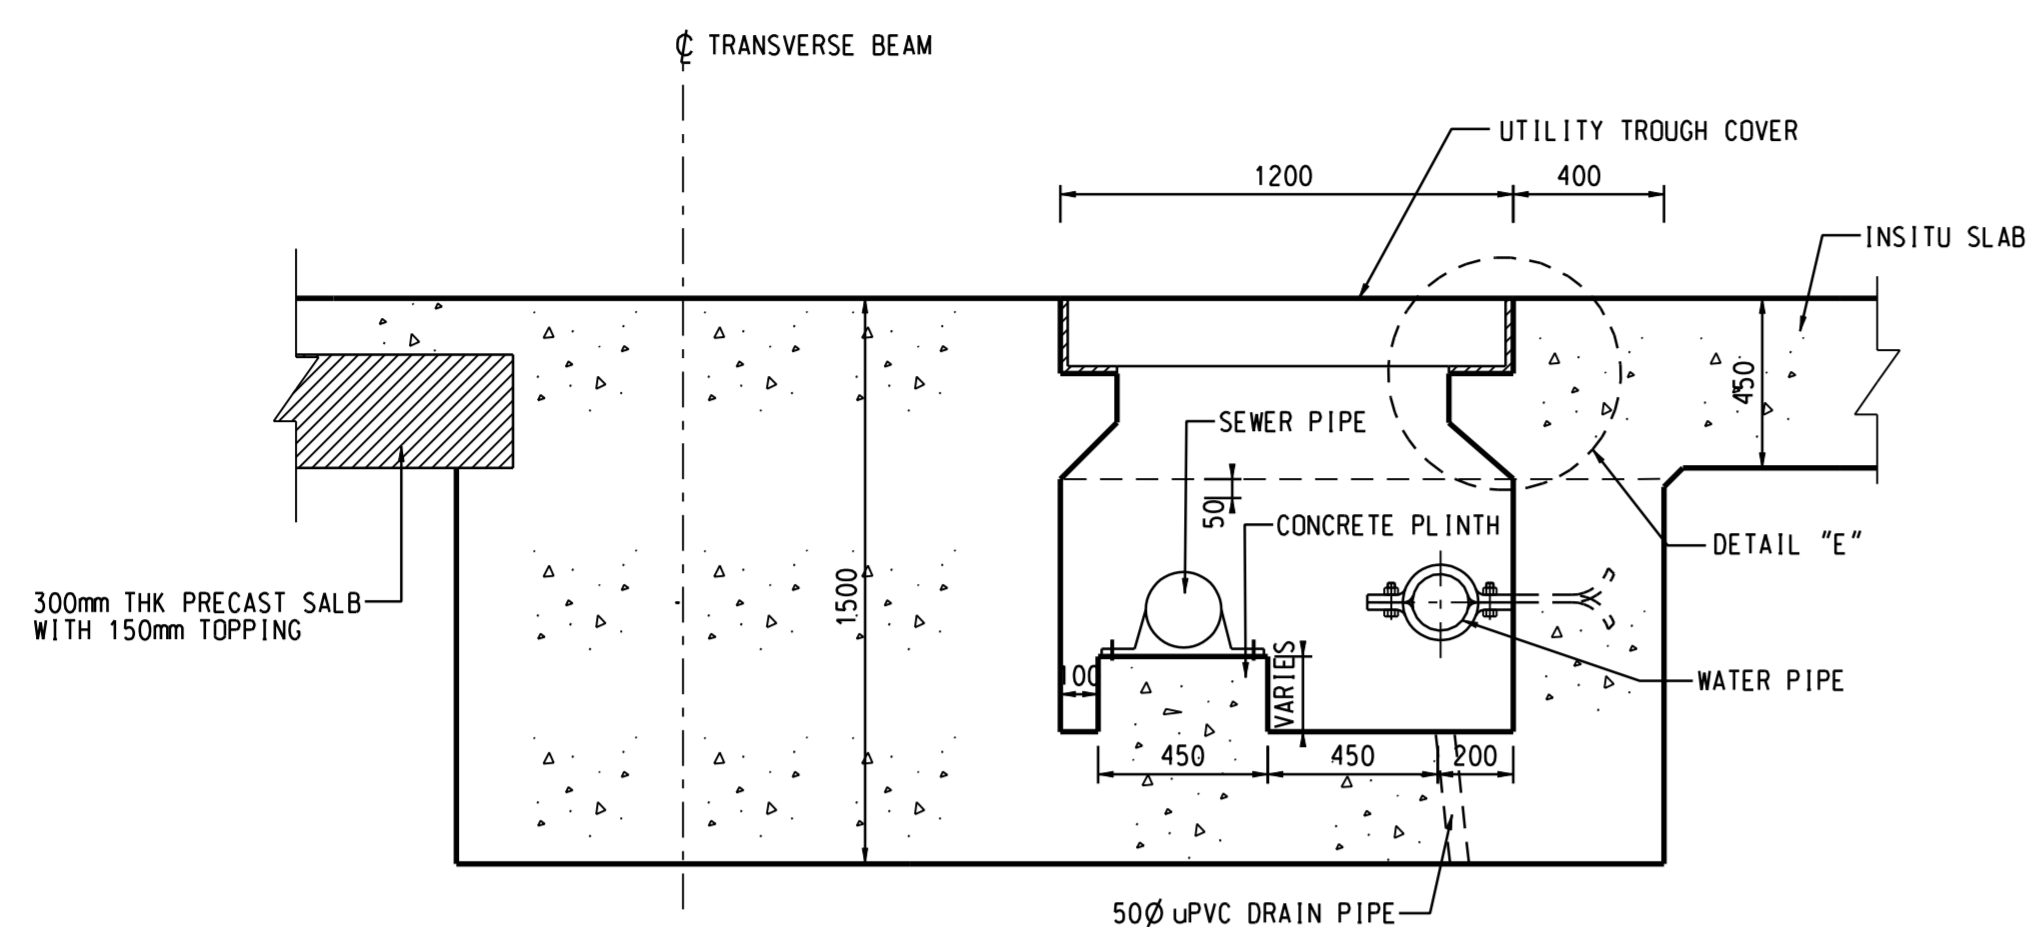 ℄ TRANSVERSE BEAM
UTILITY TROUGH COVER
1200
400
INSITU SLAB
450
SEWER PIPE
50
CONCRETE PLINTH
DETAIL "E"
300mm THK PRECAST SALB
WITH 150mm TOPPING
1500
100
VARIES
WATER PIPE
450
450
200
50Ø uPVC DRAIN PIPE